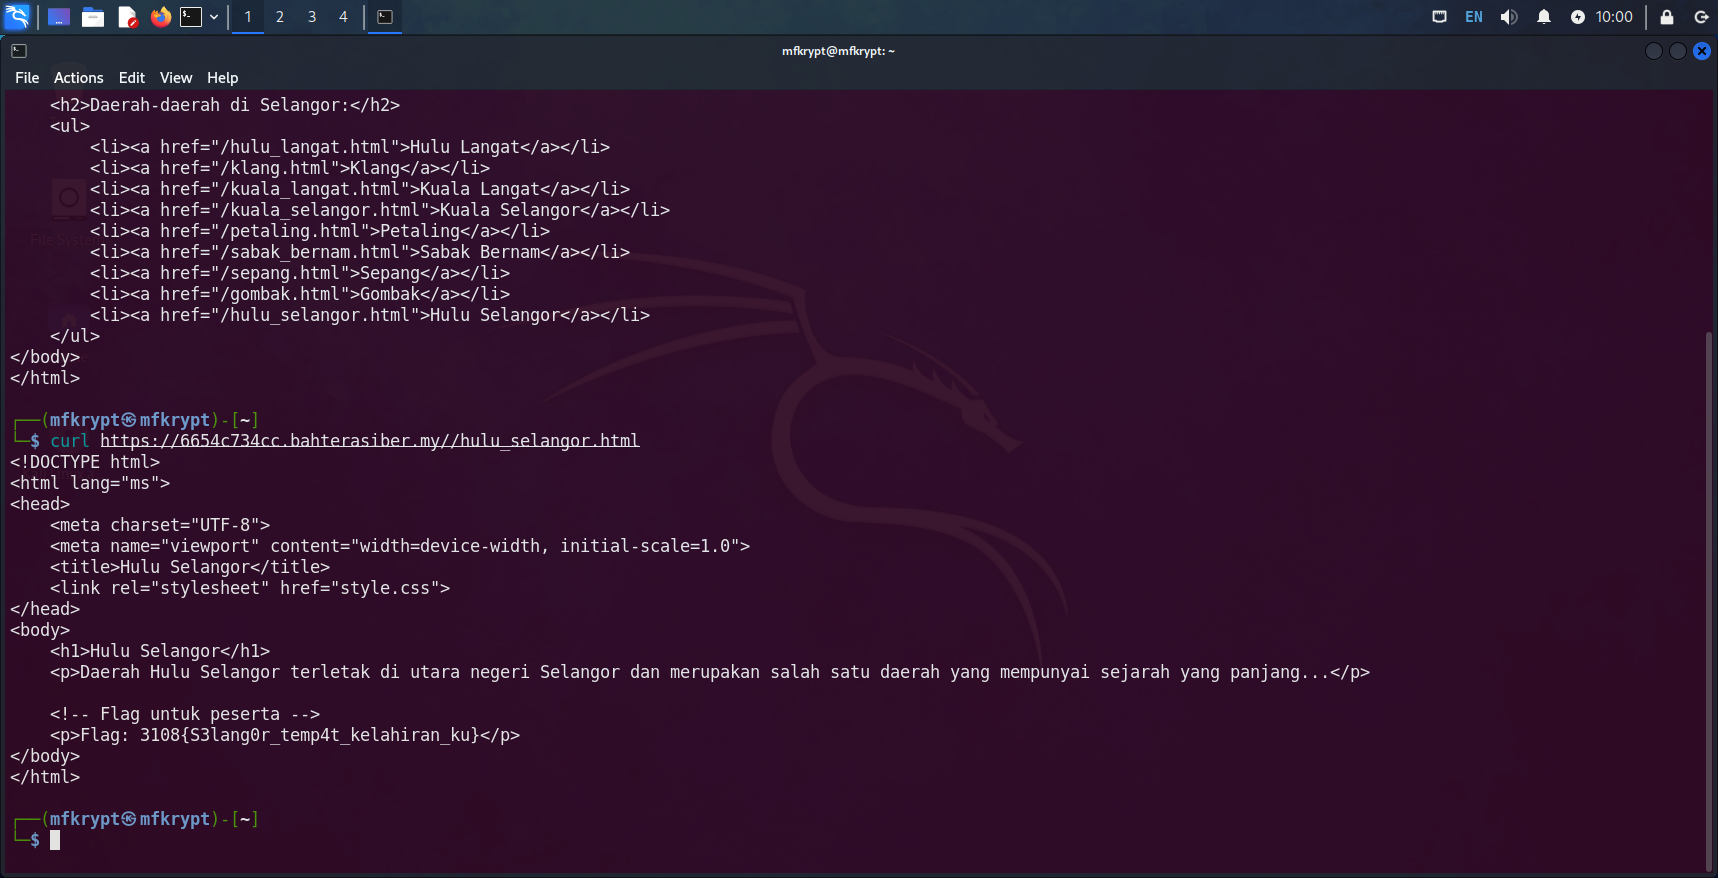 1 2 3 4 EN 10:00
mfkrypt@mfkrypt: ~
File Actions Edit View Help
<h2>Daerah-daerah di Selangor:</h2>
<ul>
<li><a href="/hulu_langat.html">Hulu Langat</a></li>
<li><a href="/klang.html">Klang</a></li>
<li><a href="/kuala_langat.html">Kuala Langat</a></li>
<li><a href="/kuala_selangor.html">Kuala Selangor</a></li>
<li><a href="/petaling.html">Petaling</a></li>
<li><a href="/sabak_bernam.html">Sabak Bernam</a></li>
<li><a href="/sepang.html">Sepang</a></li>
<li><a href="/gombak.html">Gombak</a></li>
<li><a href="/hulu_selangor.html">Hulu Selangor</a></li>
</ul>
</body>
</html>
┌──(mfkrypt㉿mfkrypt)-[~]
└─$ curl https://6654c734cc.bahterasiber.my//hulu_selangor.html
<!DOCTYPE html>
<html lang="ms">
<head>
<meta charset="UTF-8">
<meta name="viewport" content="width=device-width, initial-scale=1.0">
<title>Hulu Selangor</title>
<link rel="stylesheet" href="style.css">
</head>
<body>
<h1>Hulu Selangor</h1>
<p>Daerah Hulu Selangor terletak di utara negeri Selangor dan merupakan salah satu daerah yang mempunyai sejarah yang panjang...</p>
<!-- Flag untuk peserta -->
<p>Flag: 3108{S3lang0r_temp4t_kelahiran_ku}</p>
</body>
</html>
┌──(mfkrypt㉿mfkrypt)-[~]
└─$